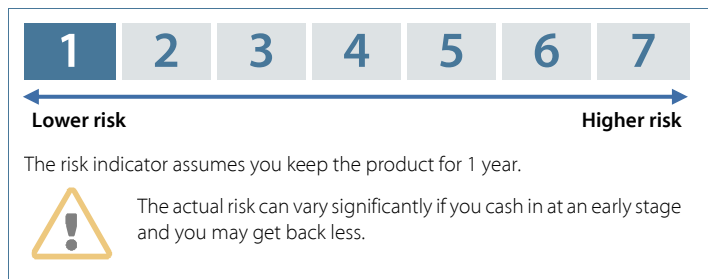 1 2 3 4 5 6 7
Lower risk Higher risk
The risk indicator assumes you keep the product for 1 year.
The actual risk can vary significantly if you cash in at an early stage
and you may get back less.